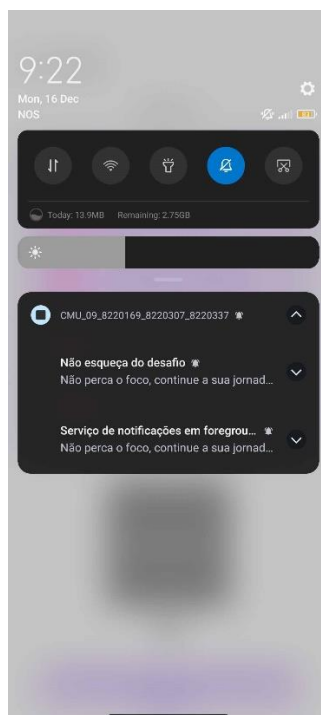 9:22
Mon, 16 Dec
NOS
Today: 13.9MB Remaining: 2.75GB
CMU_09_8220169_8220307_8220337
Não esqueça do desafio
Não perca o foco, continue a sua jornad...
Serviço de notificações em foregrou...
Não perca o foco, continue a sua jornad...